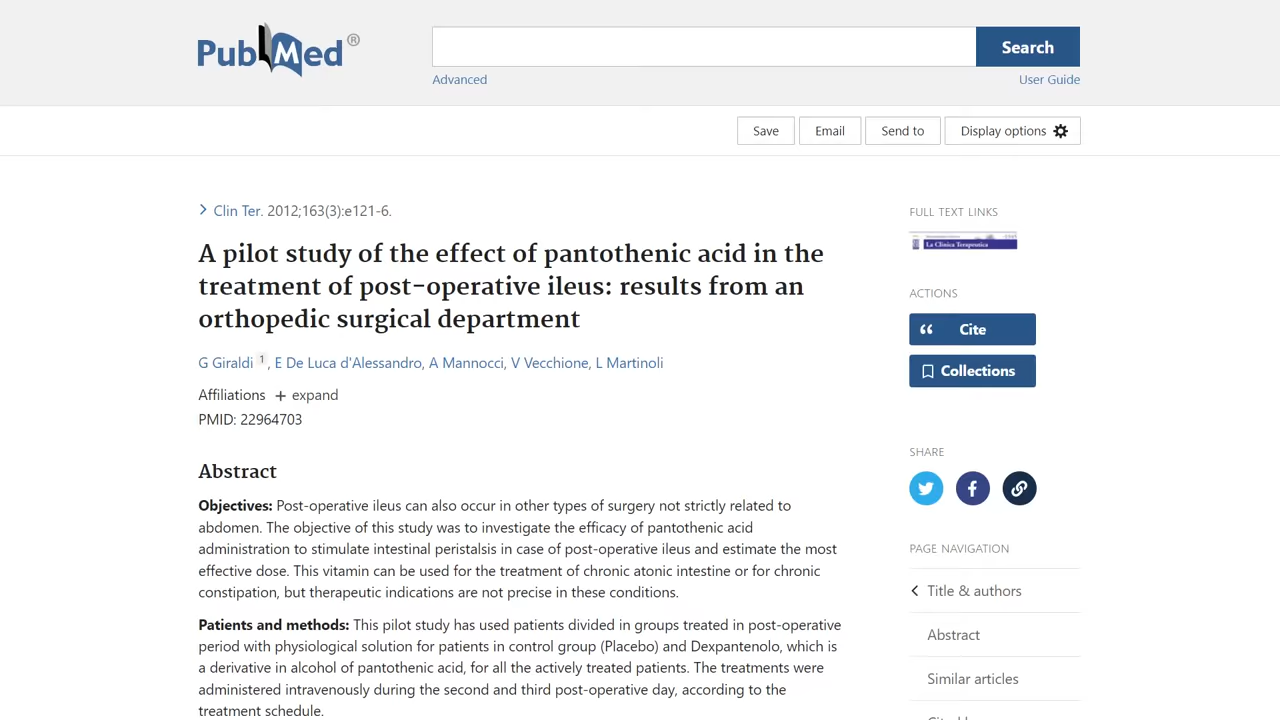 PubMed®
Search
Advanced
User Guide
Save
Email
Send to
Display options
Clin Ter. 2012;163(3):e121-6.
A pilot study of the effect of pantothenic acid in the
treatment of post-operative ileus: results from an
orthopedic surgical department
G Giraldi 1, E De Luca d'Alessandro, A Mannocci, V Vecchione, L Martinoli
Affiliations + expand
PMID: 22964703
Abstract
Objectives: Post-operative ileus can also occur in other types of surgery not strictly related to
abdomen. The objective of this study was to investigate the efficacy of pantothenic acid
administration to stimulate intestinal peristalsis in case of post-operative ileus and estimate the most
effective dose. This vitamin can be used for the treatment of chronic atonic intestine or for chronic
constipation, but therapeutic indications are not precise in these conditions.
Patients and methods: This pilot study has used patients divided in groups treated in post-operative
period with physiological solution for patients in control group (Placebo) and Dexpantenolo, which is
a derivative in alcohol of pantothenic acid, for all the actively treated patients. The treatments were
administered intravenously during the second and third post-operative day, according to the
treatment schedule.
FULL TEXT LINKS
La Clinica Terapeutica
ACTIONS
Cite
Collections
SHARE
PAGE NAVIGATION
Title & authors
Abstract
Similar articles